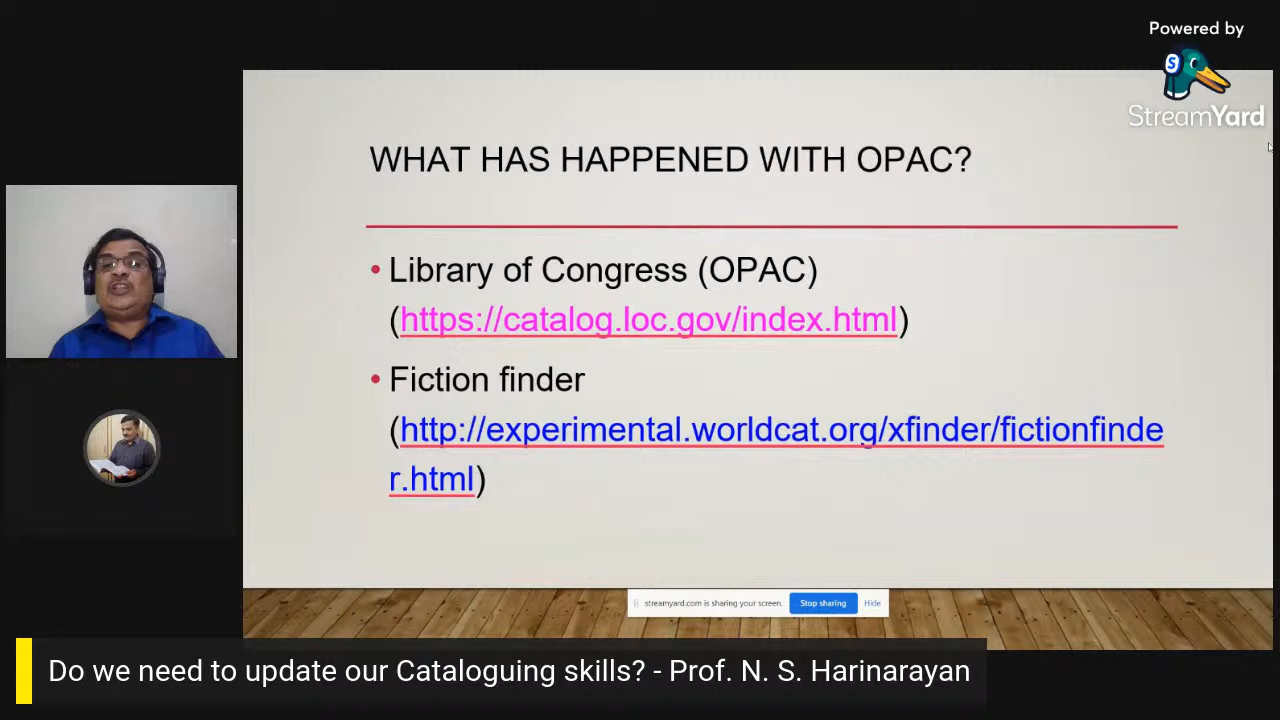 Powered by
StreamYard
WHAT HAS HAPPENED WITH OPAC?
• Library of Congress (OPAC)
(https://catalog.loc.gov/index.html)
• Fiction finder
(http://experimental.worldcat.org/xfinder/fictionfinde
r.html)
streamyard.com is sharing your screen. Stop sharing Hide
Do we need to update our Cataloguing skills? - Prof. N. S. Harinarayan